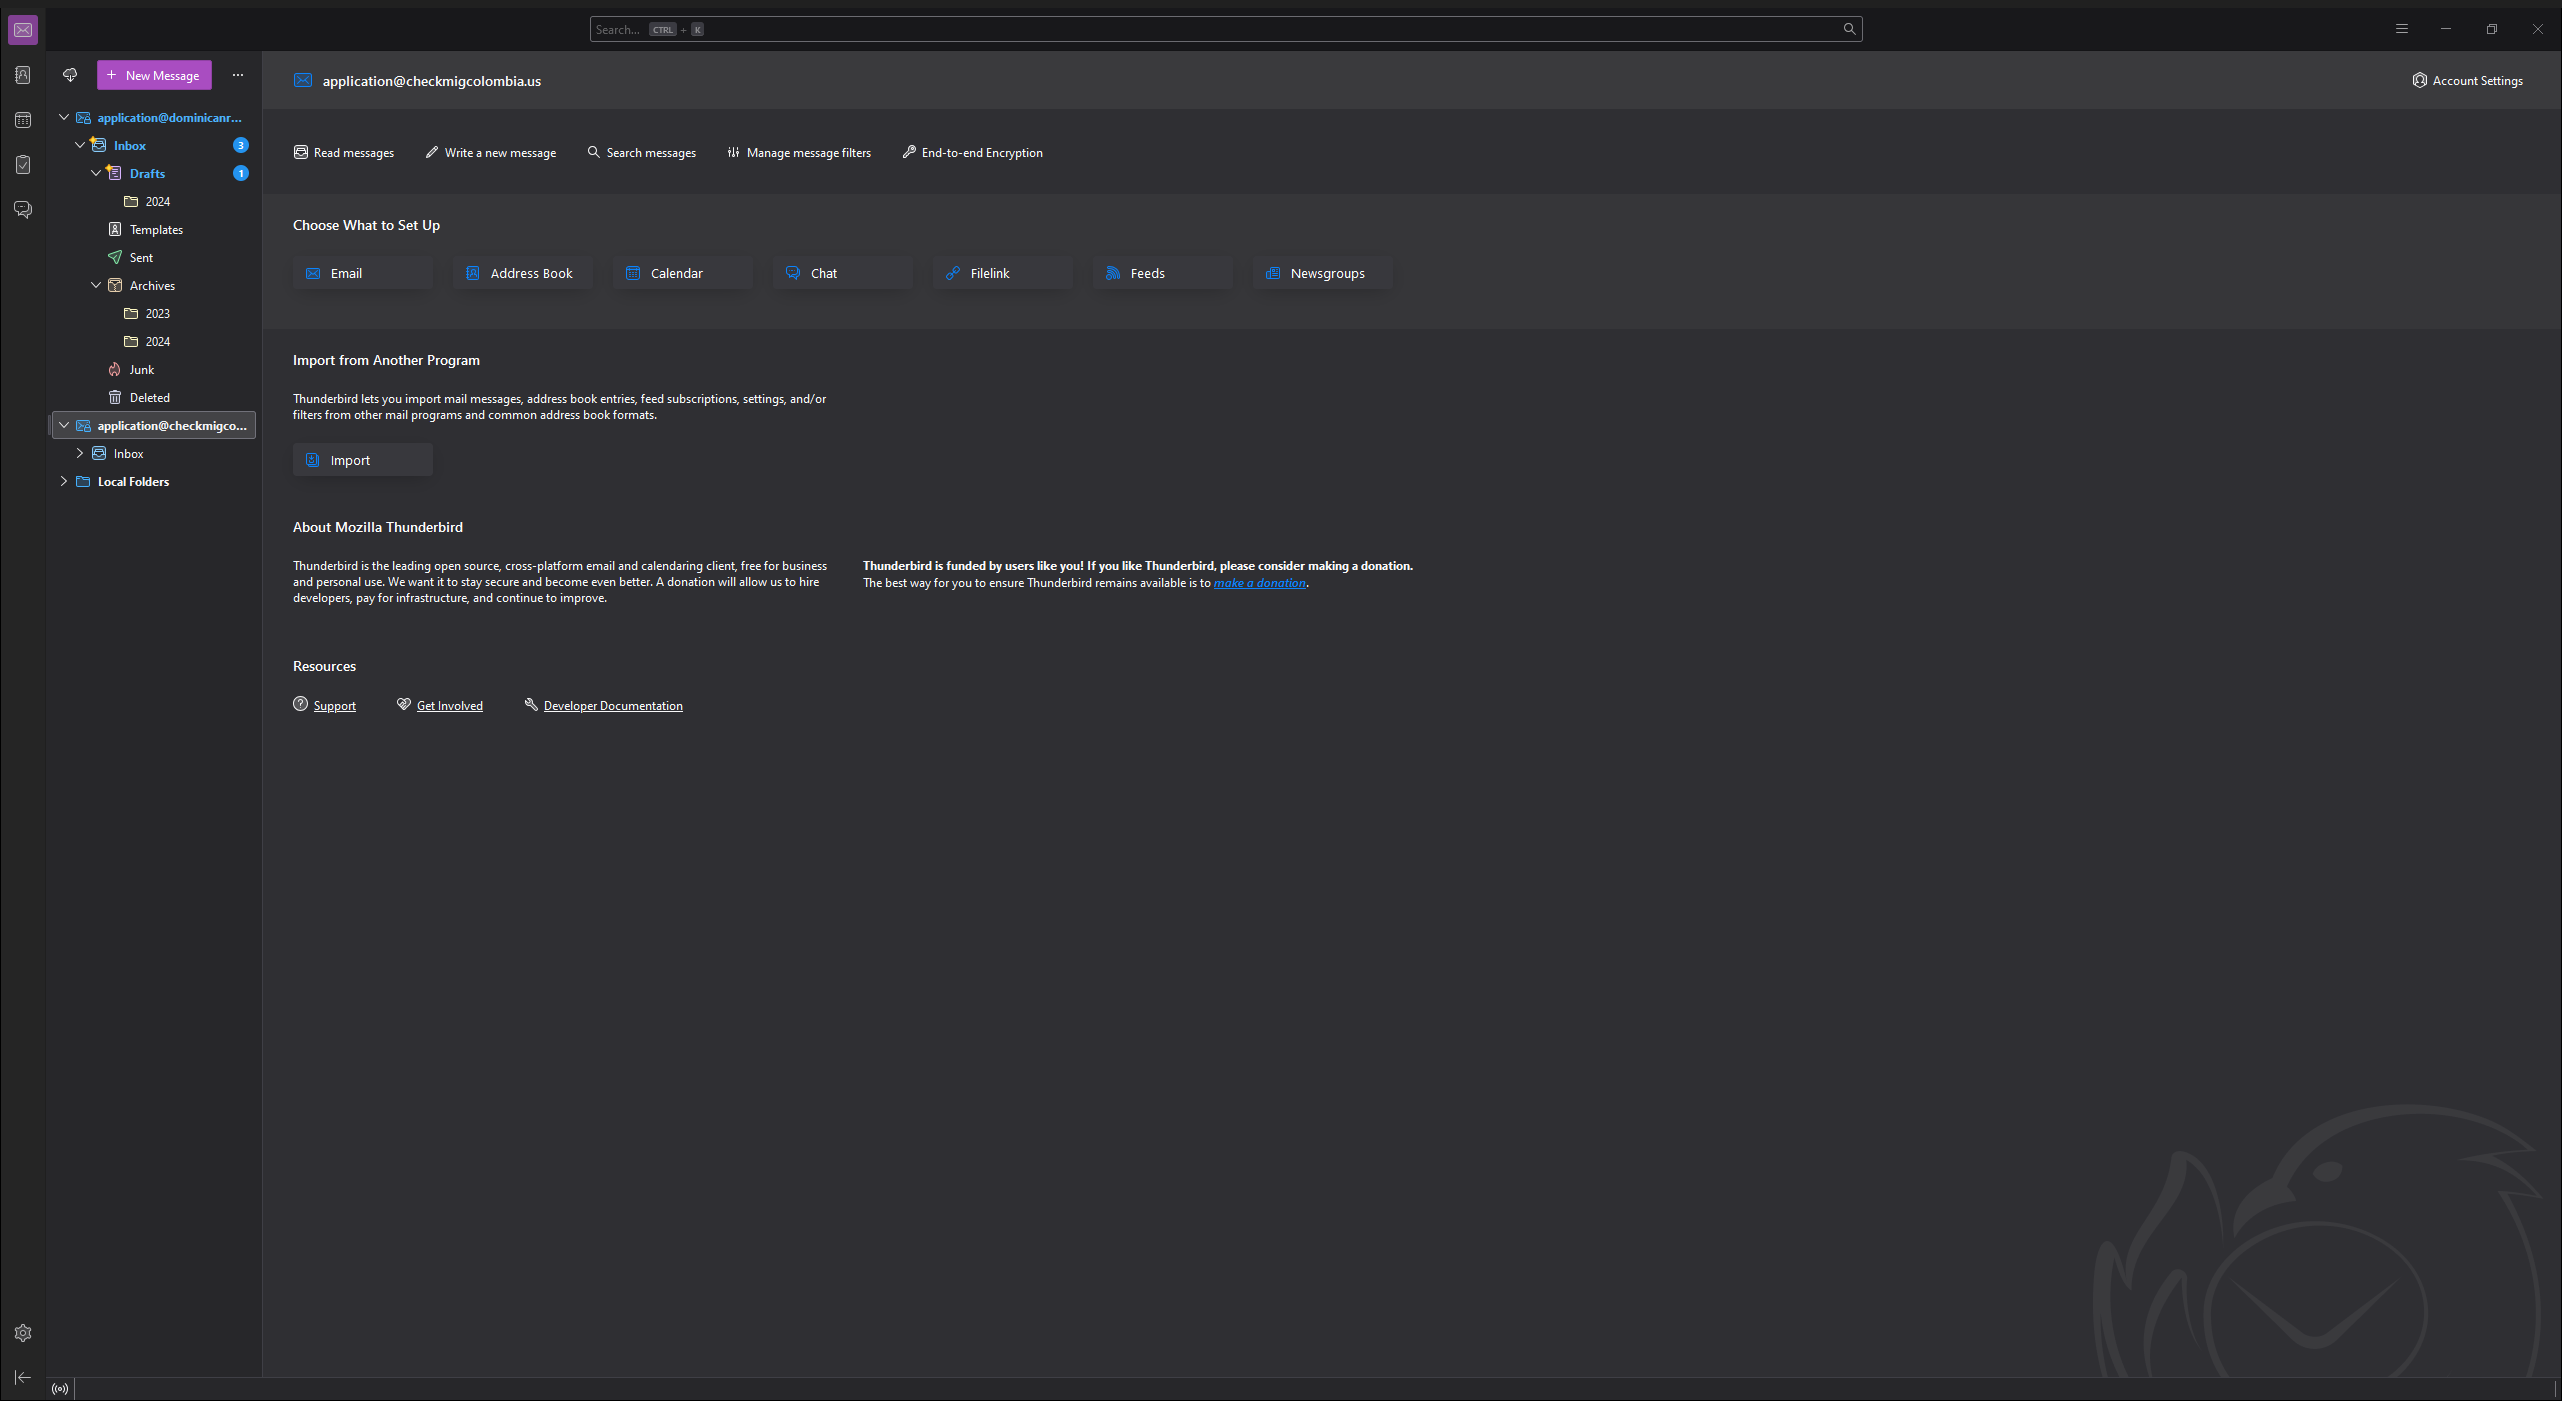 Search... CTRL + K
New Message
application@dominicanr...
Inbox 3
Drafts 1
2024
Templates
Sent
Archives
2023
2024
Junk
Deleted
application@checkmigco...
Inbox
Local Folders
application@checkmigcolombia.us
Account Settings
Read messages Write a new message Search messages Manage message filters End-to-end Encryption
Choose What to Set Up
Email Address Book Calendar Chat Filelink Feeds Newsgroups
Import from Another Program
Thunderbird lets you import mail messages, address book entries, feed subscriptions, settings, and/or
filters from other mail programs and common address book formats.
Import
About Mozilla Thunderbird
Thunderbird is the leading open source, cross-platform email and calendaring client, free for business
and personal use. We want it to stay secure and become even better. A donation will allow us to hire
developers, pay for infrastructure, and continue to improve.
Thunderbird is funded by users like you! If you like Thunderbird, please consider making a donation.
The best way for you to ensure Thunderbird remains available is to make a donation.
Resources
Support Get Involved Developer Documentation